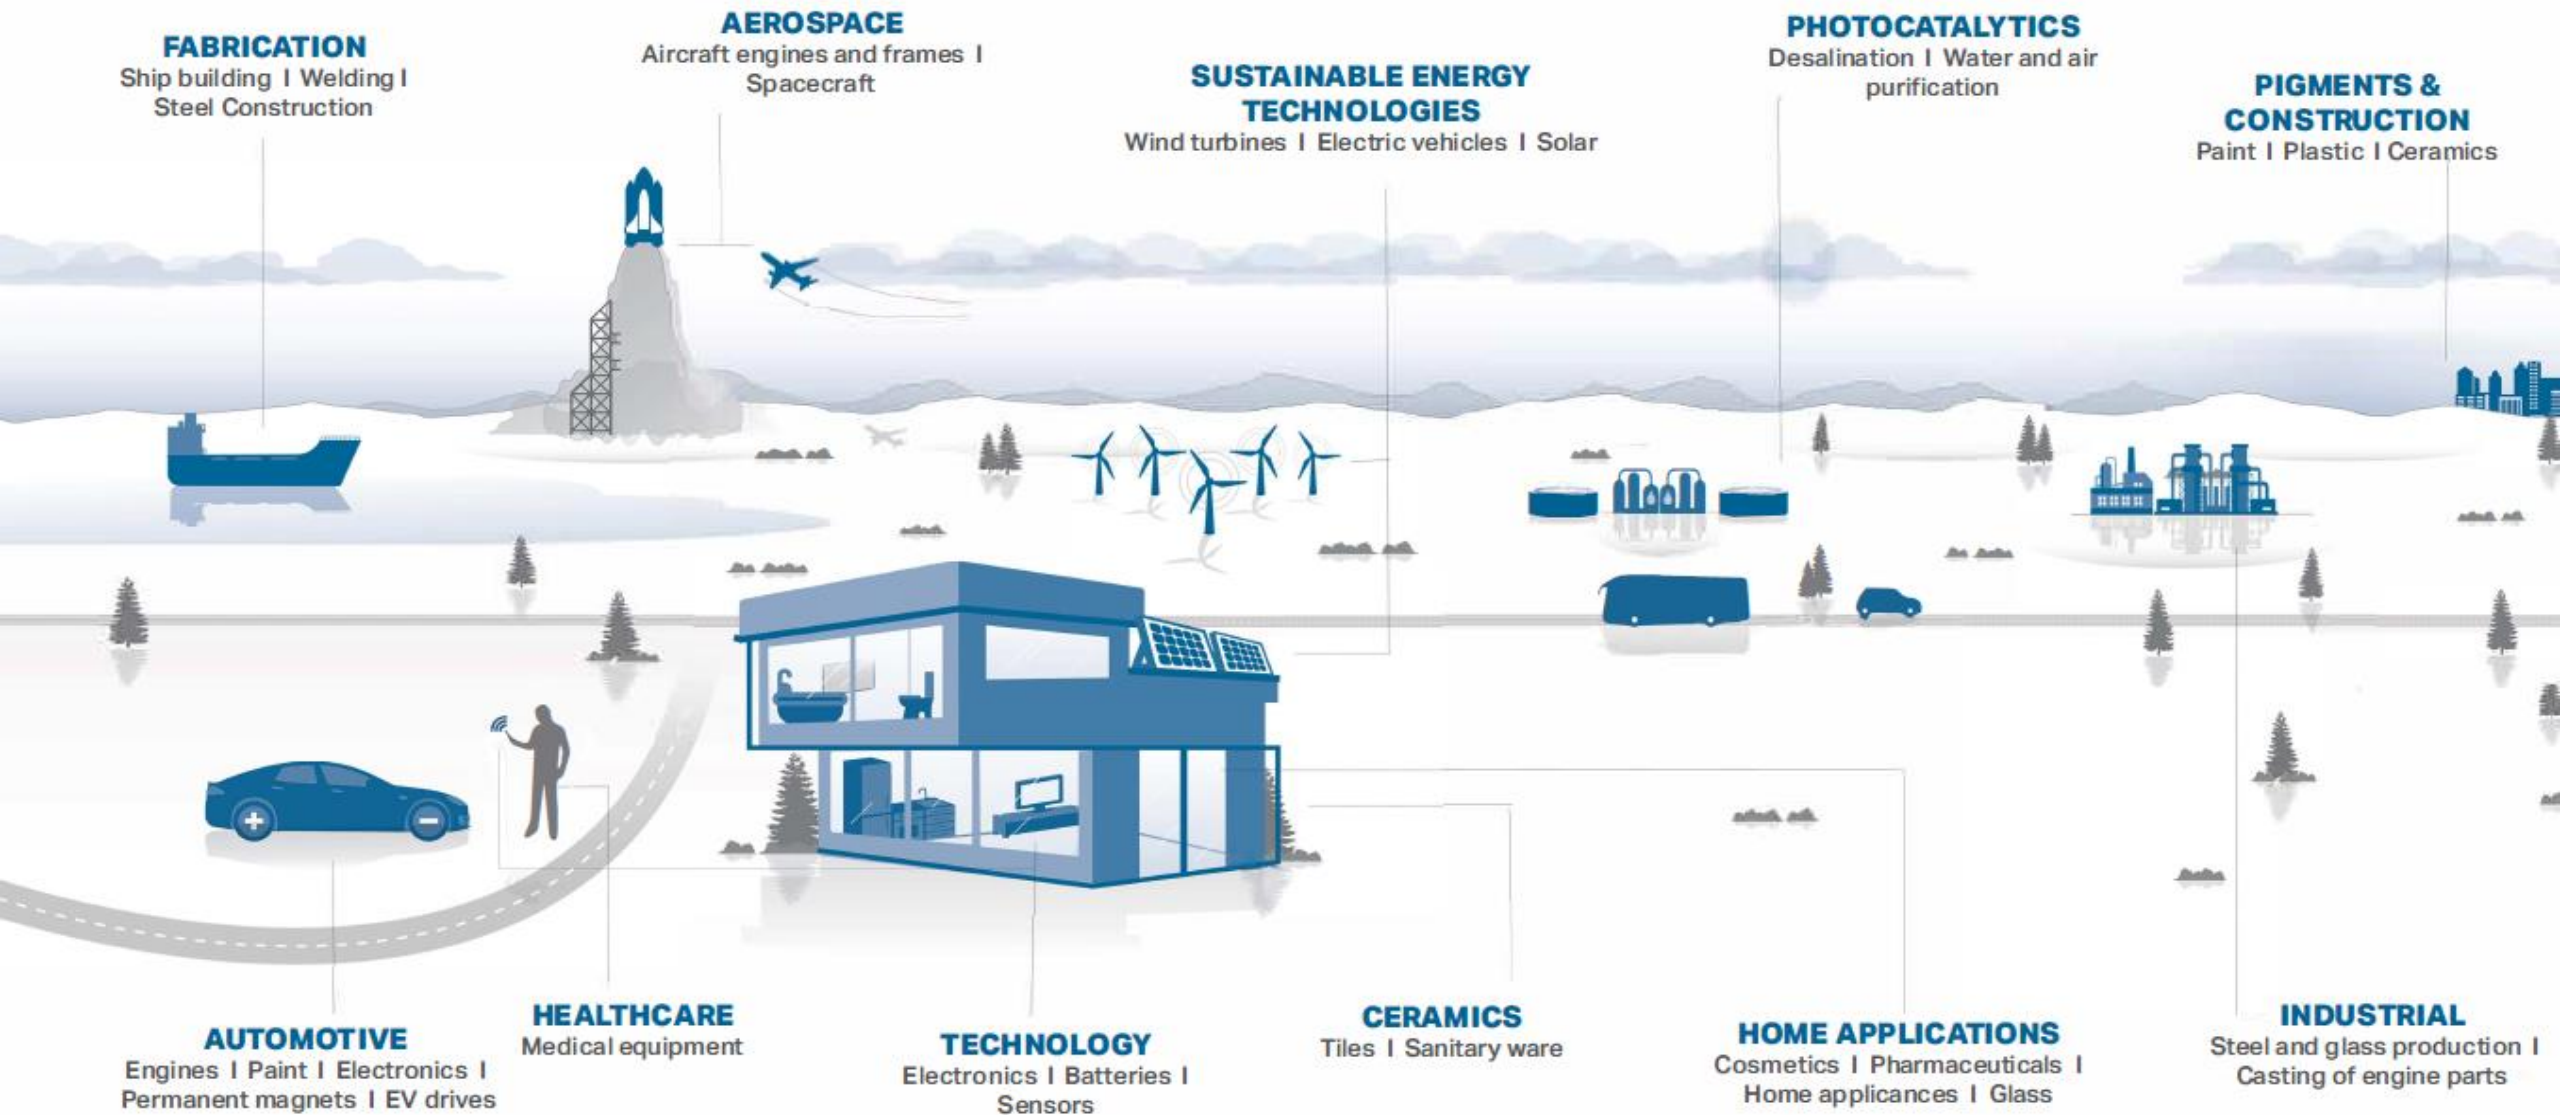 FABRICATION
Ship building I Welding I
Steel Construction
AEROSPACE
Aircraft engines and frames I
Spacecraft
SUSTAINABLE ENERGY
TECHNOLOGIES
Wind turbines I Electric vehicles I Solar
PHOTOCATALYTICS
Desalination I Water and air
purification
PIGMENTS &
CONSTRUCTION
Paint I Plastic I Ceramics
AUTOMOTIVE
Engines I Paint I Electronics I
Permanent magnets I EV drives
HEALTHCARE
Medical equipment
TECHNOLOGY
Electronics I Batteries I
Sensors
CERAMICS
Tiles I Sanitary ware
HOME APPLICATIONS
Cosmetics I Pharmaceuticals I
Home applicances I Glass
INDUSTRIAL
Steel and glass production I
Casting of engine parts